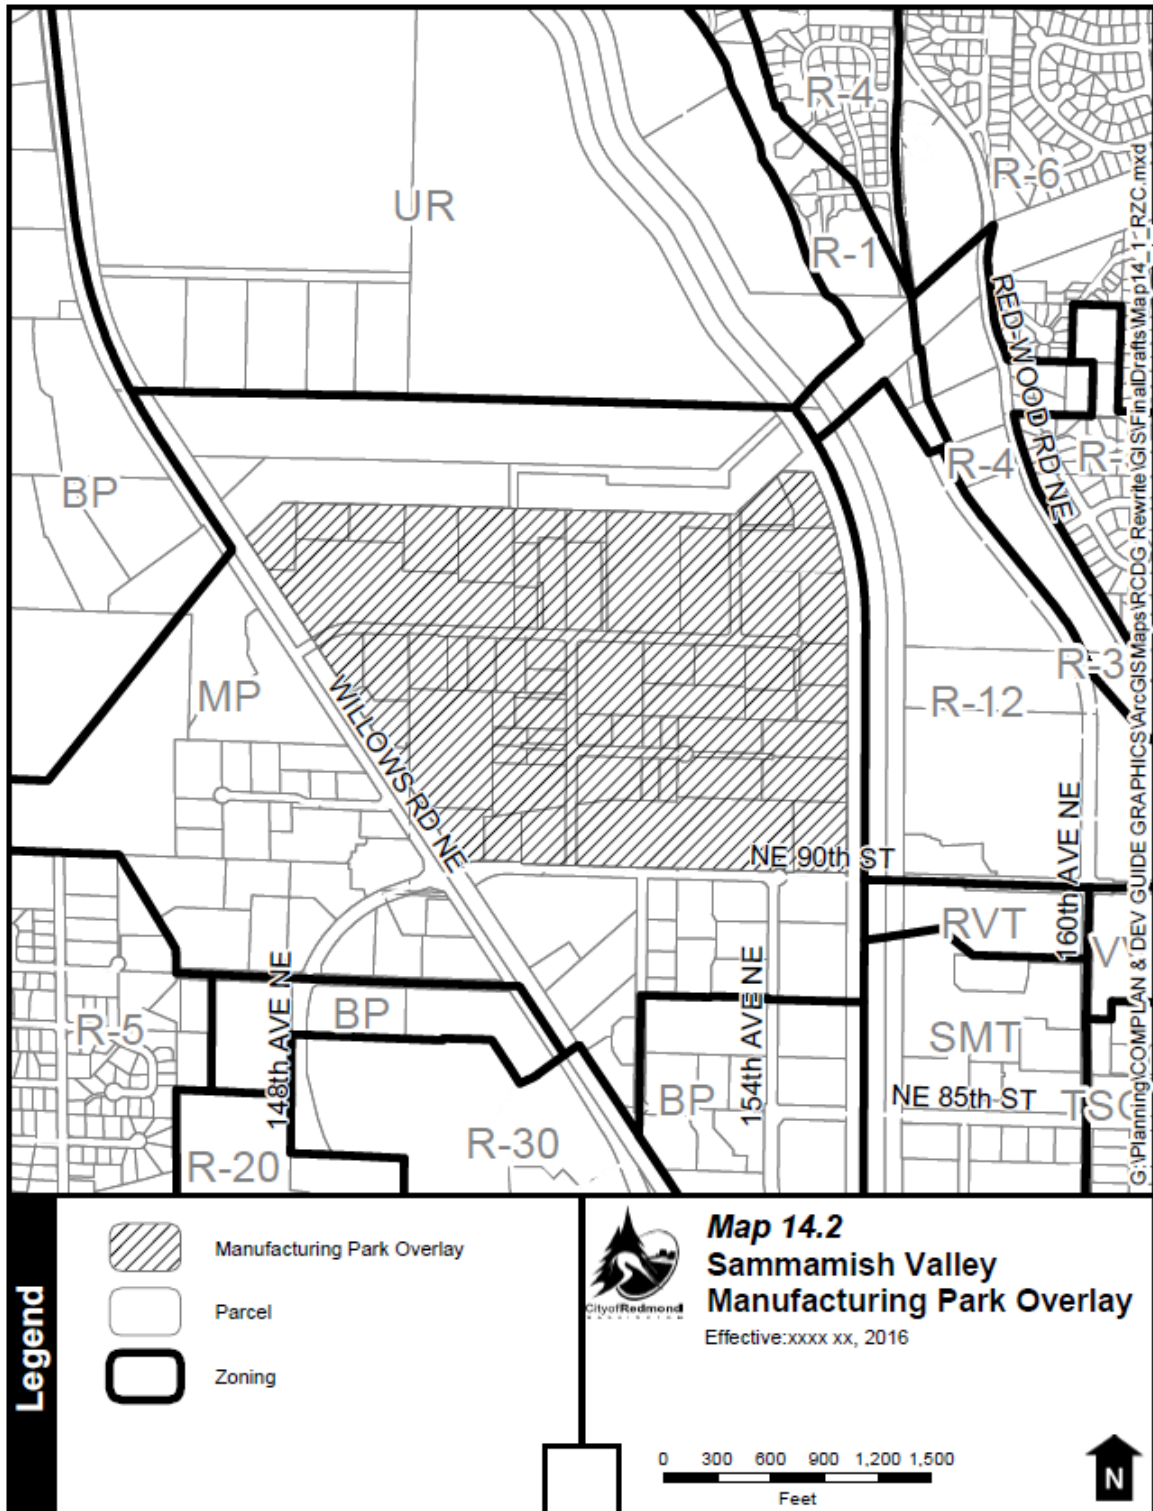 R-4
R-6
UR
R-1
RED-WOOD RD NE
BP
R-4
R-
R-3
MP
R-12
WILLOWS RD NE
NE 90th ST
160th AVE NE
RVT
148th AVE NE
154th AVE NE
BP
R-5
SMT
BP
NE 85th ST
R-30
R-20
G:\Planning\COMPLAN & DEV GUIDE GRAPHICS\ArcGISMaps\RCDG Rewrite\GIS\FinalDrafts\Map14_1_RZC.mxd
Legend
Manufacturing Park Overlay
Parcel
Zoning
CityofRedmond
WASHINGTON
Map 14.2
Sammamish Valley
Manufacturing Park Overlay
Effective:xxxx xx, 2016
0 300 600 900 1,200 1,500
Feet
N